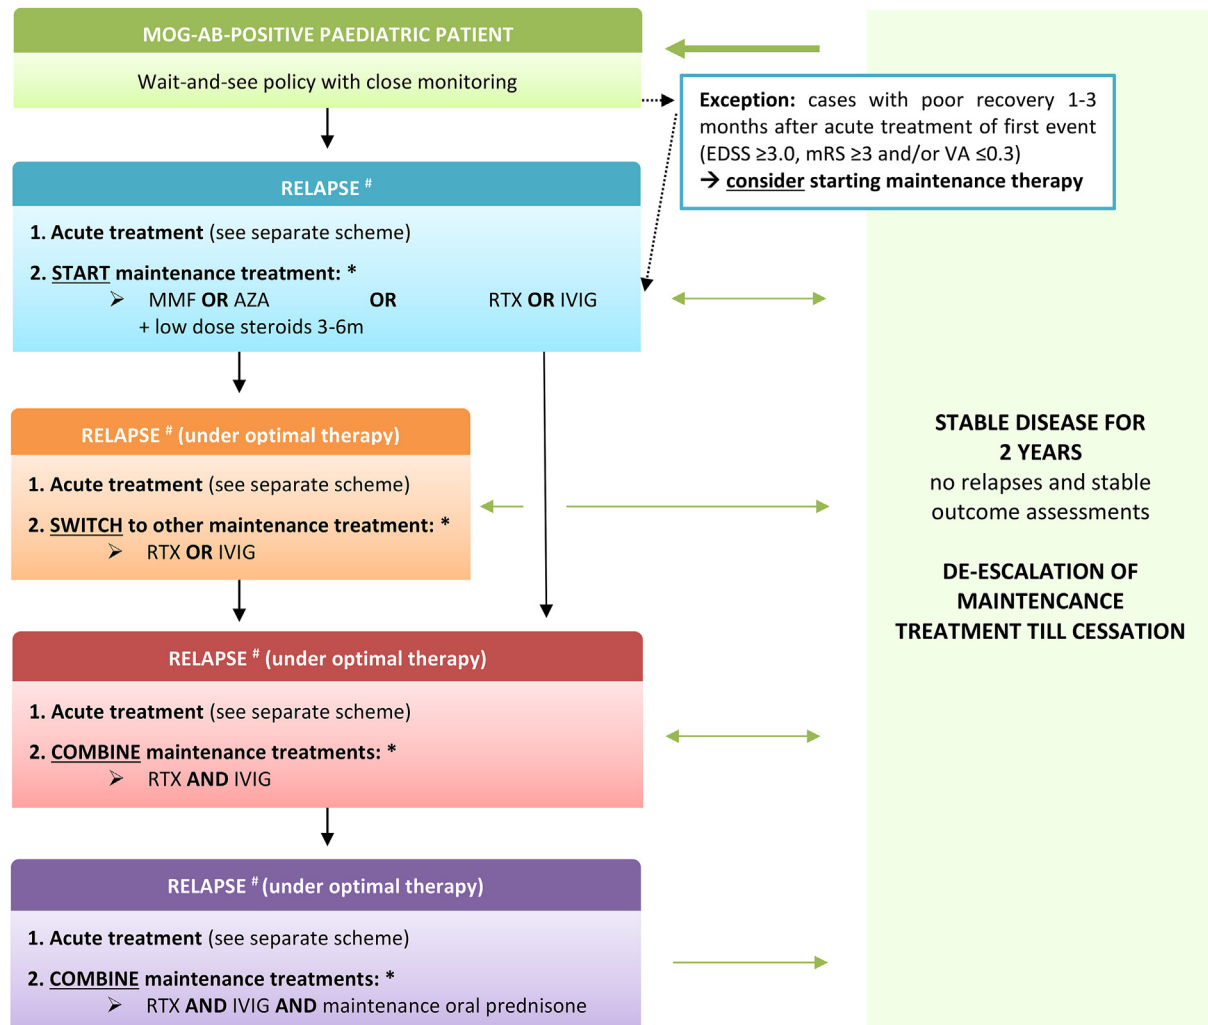 MOG-AB-POSITIVE PAEDIATRIC PATIENT
Wait-and-see policy with close monitoring
Exception: cases with poor recovery 1-3
months after acute treatment of first event
(EDSS ≥3.0, mRS ≥3 and/or VA ≤0.3)
→ consider starting maintenance therapy
RELAPSE #
1. Acute treatment (see separate scheme)
2. START maintenance treatment: *
➢ MMF OR AZA OR RTX OR IVIG
+ low dose steroids 3-6m
RELAPSE # (under optimal therapy)
1. Acute treatment (see separate scheme)
2. SWITCH to other maintenance treatment: *
➢ RTX OR IVIG
RELAPSE # (under optimal therapy)
1. Acute treatment (see separate scheme)
2. COMBINE maintenance treatments: *
➢ RTX AND IVIG
RELAPSE # (under optimal therapy)
1. Acute treatment (see separate scheme)
2. COMBINE maintenance treatments: *
➢ RTX AND IVIG AND maintenance oral prednisone
STABLE DISEASE FOR
2 YEARS
no relapses and stable
outcome assessments
DE-ESCALATION OF
MAINTENCANCE
TREATMENT TILL CESSATION